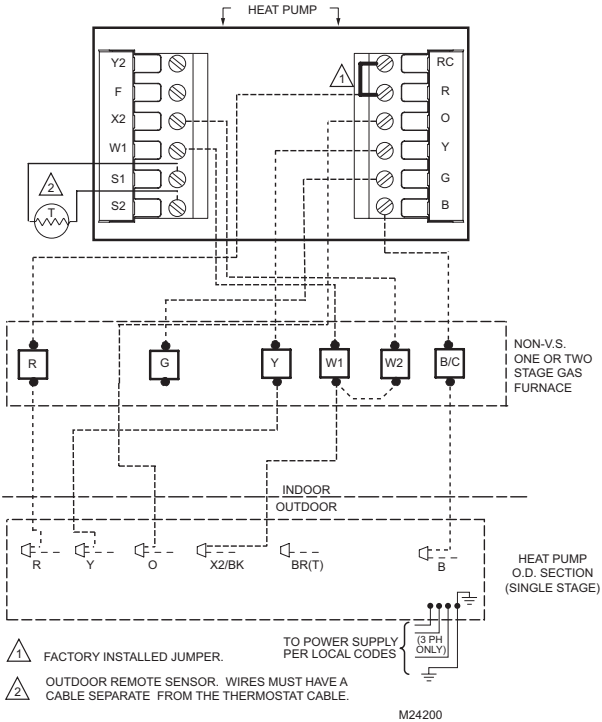 HEAT PUMP
Y2
F
X2
W1
S1
S2
RC
R
O
Y
G
B
1
2
T
R
G
Y
W1
W2
B/C
NON-V.S.
ONE OR TWO
STAGE GAS
FURNACE
INDOOR
OUTDOOR
R
Y
O
X2/BK
BR(T)
B
HEAT PUMP
O.D. SECTION
(SINGLE STAGE)
TO POWER SUPPLY
PER LOCAL CODES
(3 PH
ONLY)
1 FACTORY INSTALLED JUMPER.
2 OUTDOOR REMOTE SENSOR. WIRES MUST HAVE A
CABLE SEPARATE FROM THE THERMOSTAT CABLE.
M24200